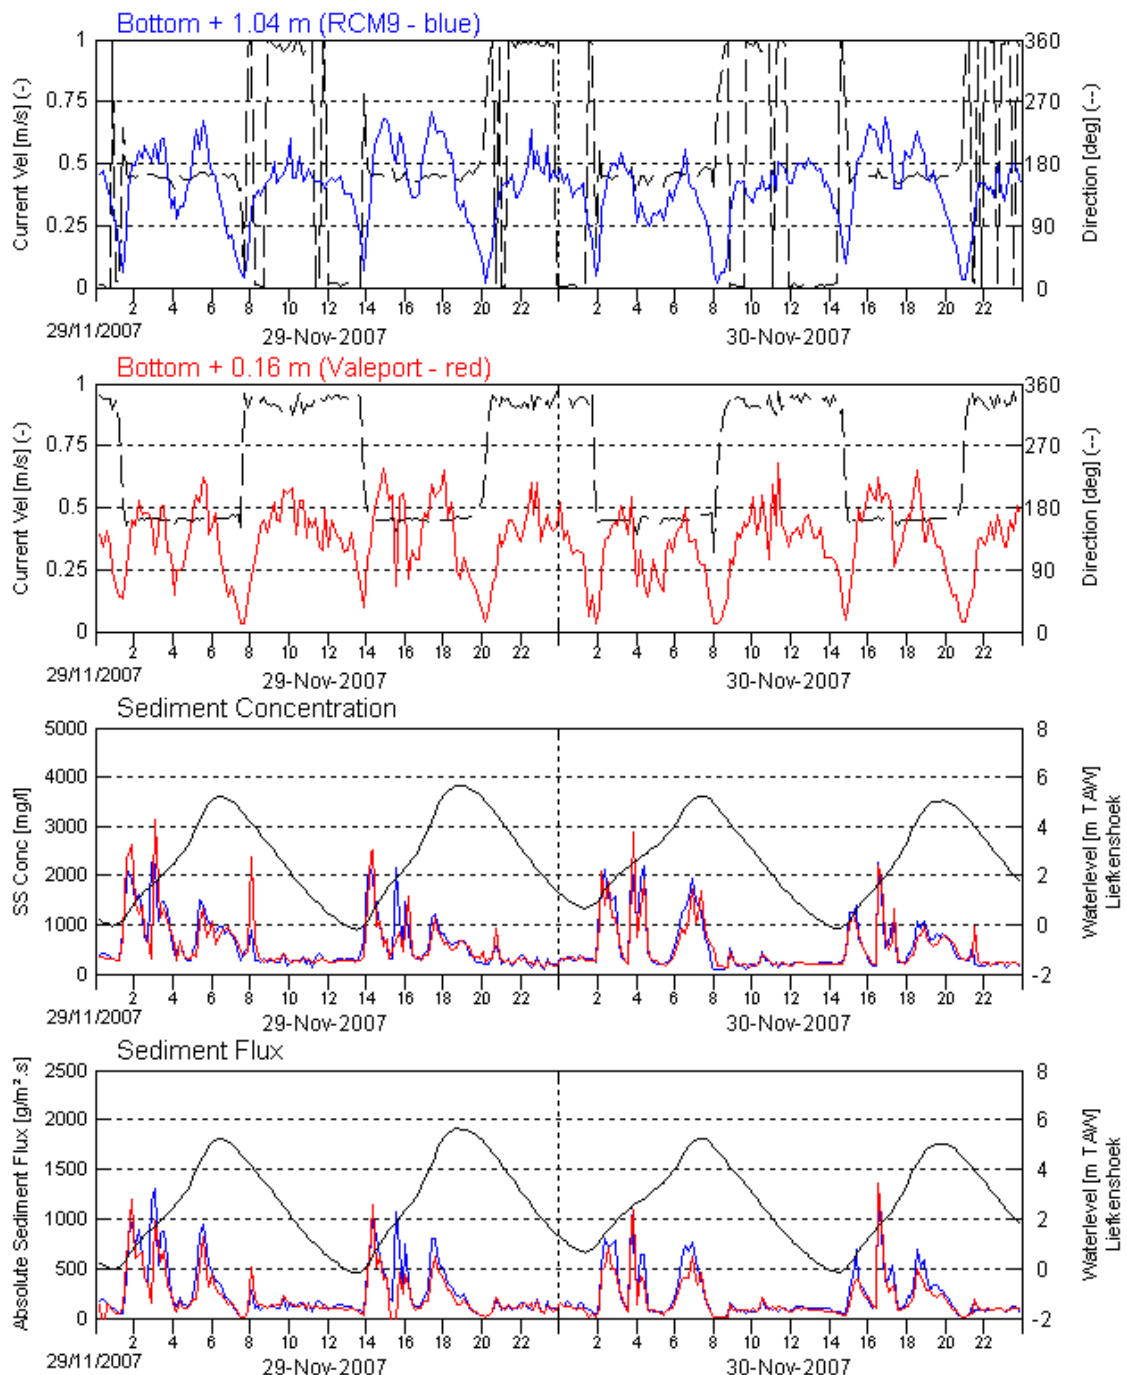 Bottom + 1.04 m (RCM9 - blue)
Current Vel [m/s] (-)
1
0.75
0.5
0.25
0
360
270
180
90
0
Direction [deg] (--)
2 4 6 8 10 12 14 16 18 20 22 2 4 6 8 10 12 14 16 18 20 22
29/11/2007 29-Nov-2007 30-Nov-2007
Bottom + 0.16 m (Valeport - red)
Current Vel [m/s] (-)
1
0.75
0.5
0.25
0
360
270
180
90
0
Direction [deg] (--)
2 4 6 8 10 12 14 16 18 20 22 2 4 6 8 10 12 14 16 18 20 22
29/11/2007 29-Nov-2007 30-Nov-2007
Sediment Concentration
SS Conc [mg/l]
5000
4000
3000
2000
1000
0
8
6
4
2
0
-2
Waterlevel [m TAW]
Liefkenshoek
2 4 6 8 10 12 14 16 18 20 22 2 4 6 8 10 12 14 16 18 20 22
29/11/2007 29-Nov-2007 30-Nov-2007
Sediment Flux
Absolute Sediment Flux [g/m².s]
2500
2000
1500
1000
500
0
8
6
4
2
0
-2
Waterlevel [m TAW]
Liefkenshoek
2 4 6 8 10 12 14 16 18 20 22 2 4 6 8 10 12 14 16 18 20 22
29/11/2007 29-Nov-2007 30-Nov-2007